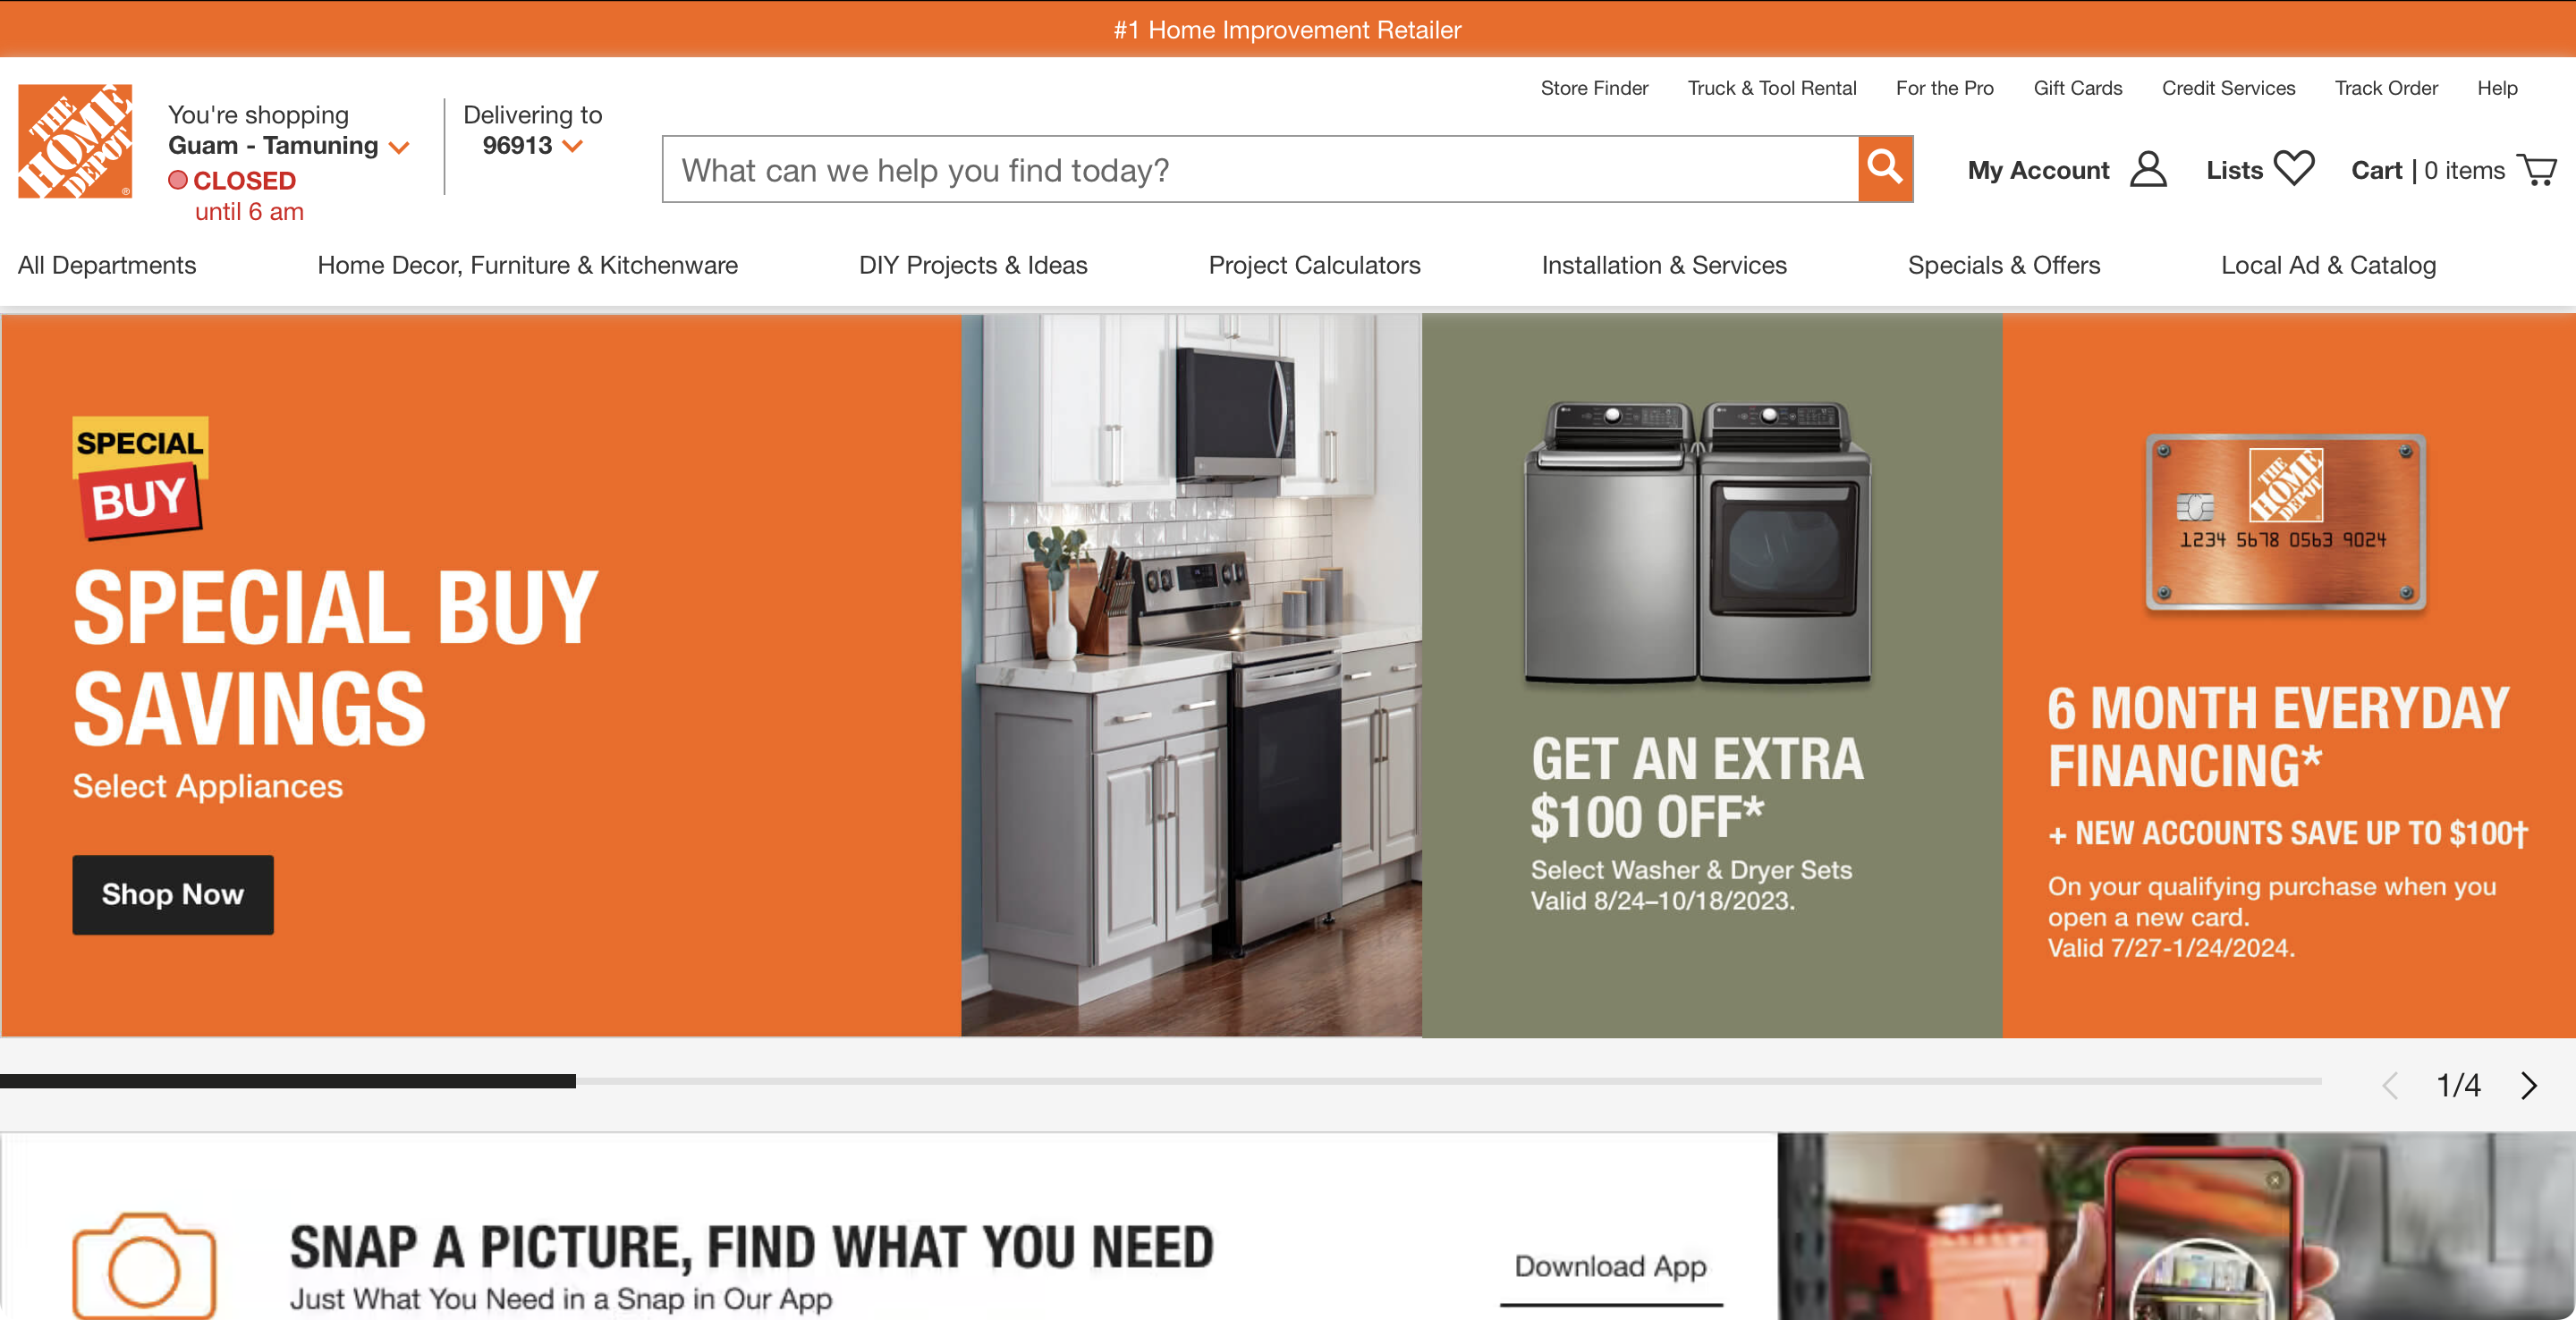 #1 Home Improvement Retailer
Store Finder
Truck & Tool Rental
For the Pro
Gift Cards
Credit Services
Track Order
Help
THE
HOME
DEPOT
®
You're shopping
Guam - Tamuning
CLOSED
until 6 am
Delivering to
96913
What can we help you find today?
My Account
Lists
Cart | 0 items
All Departments
Home Decor, Furniture & Kitchenware
DIY Projects & Ideas
Project Calculators
Installation & Services
Specials & Offers
Local Ad & Catalog
SPECIAL
BUY
SPECIAL BUY
SAVINGS
Select Appliances
Shop Now
GET AN EXTRA
$100 OFF*
Select Washer & Dryer Sets
Valid 8/24–10/18/2023.
THE
HOME
DEPOT
1234 5678 0563 9024
6 MONTH EVERYDAY
FINANCING*
+ NEW ACCOUNTS SAVE UP TO $100†
On your qualifying purchase when you
open a new card.
Valid 7/27-1/24/2024.
1/4
SNAP A PICTURE, FIND WHAT YOU NEED
Just What You Need in a Snap in Our App
Download App